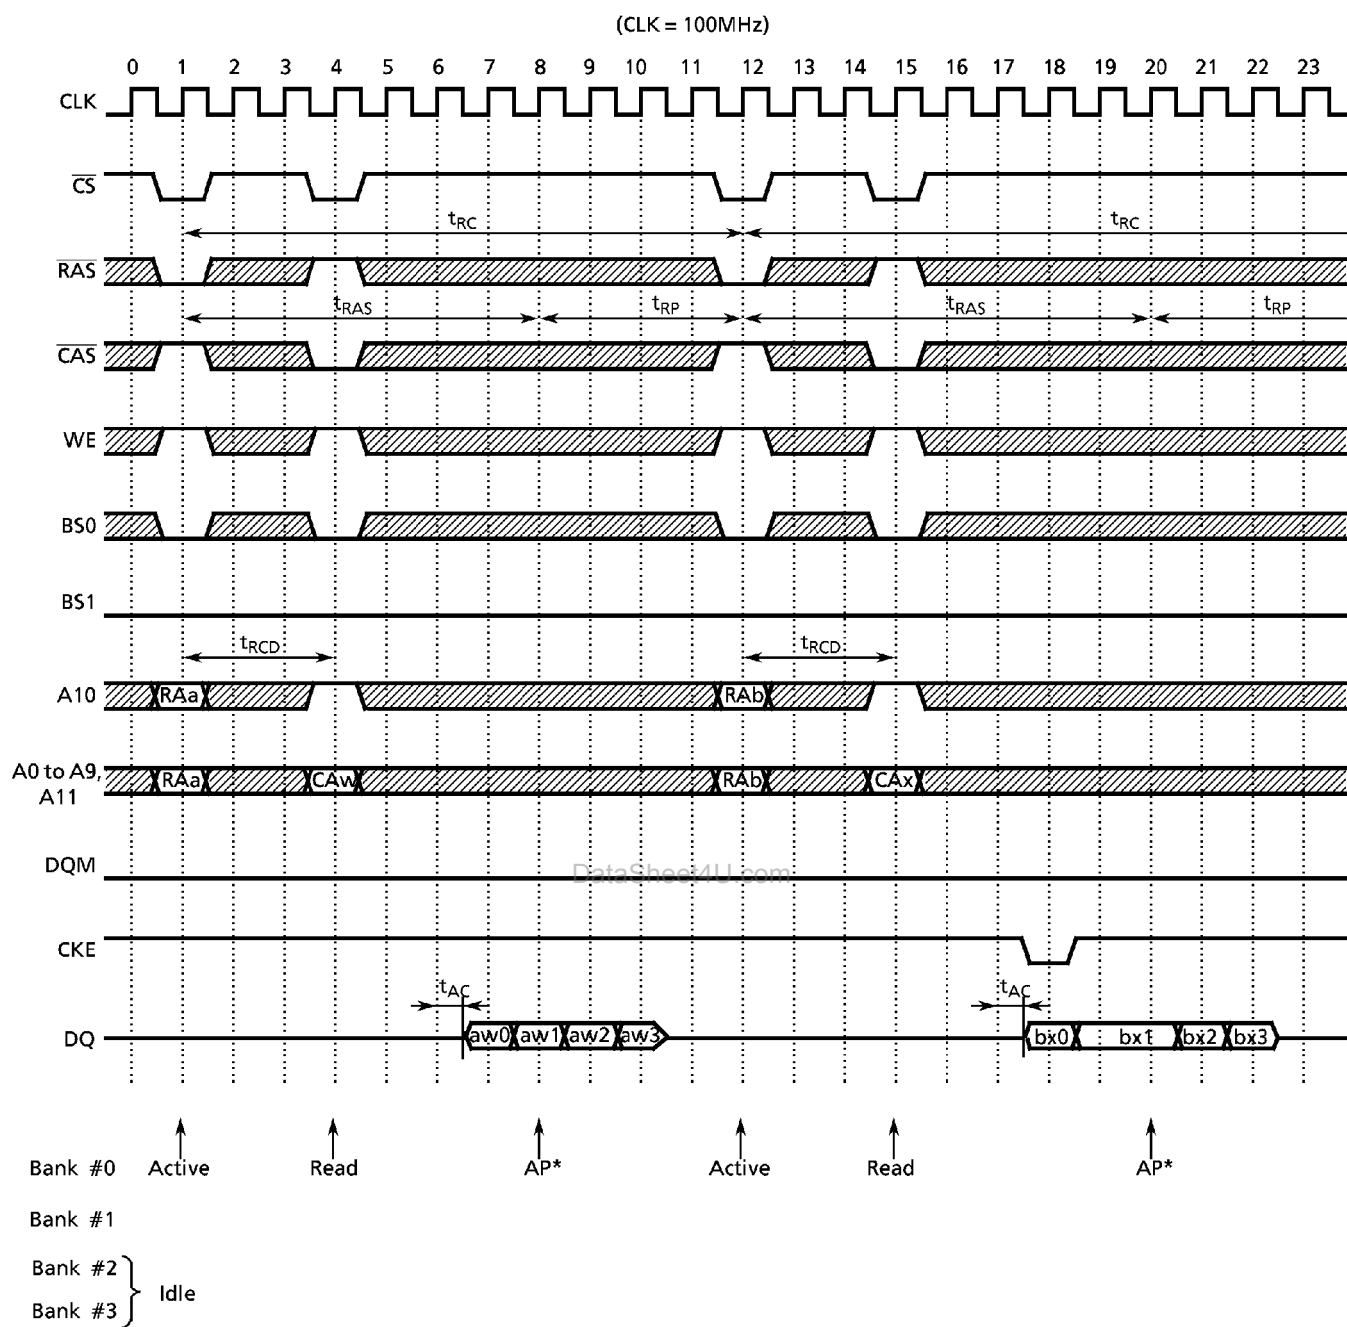 (CLK = 100MHz)
0 1 2 3 4 5 6 7 8 9 10 11 12 13 14 15 16 17 18 19 20 21 22 23
CLK
CS
tRC tRC
RAS
tRAS tRP tRAS tRP
CAS
WE
BS0
BS1
tRCD tRCD
A10 RAa RAb
A0 to A9, RAa CAw RAb CAx
A11
DQM
DataSheet4U.com
CKE
tAC tAC
DQ aw0 aw1 aw2 aw3 bx0 bx1 bx2 bx3
Bank #0 Active Read AP* Active Read AP*
Bank #1
Bank #2
Idle
Bank #3